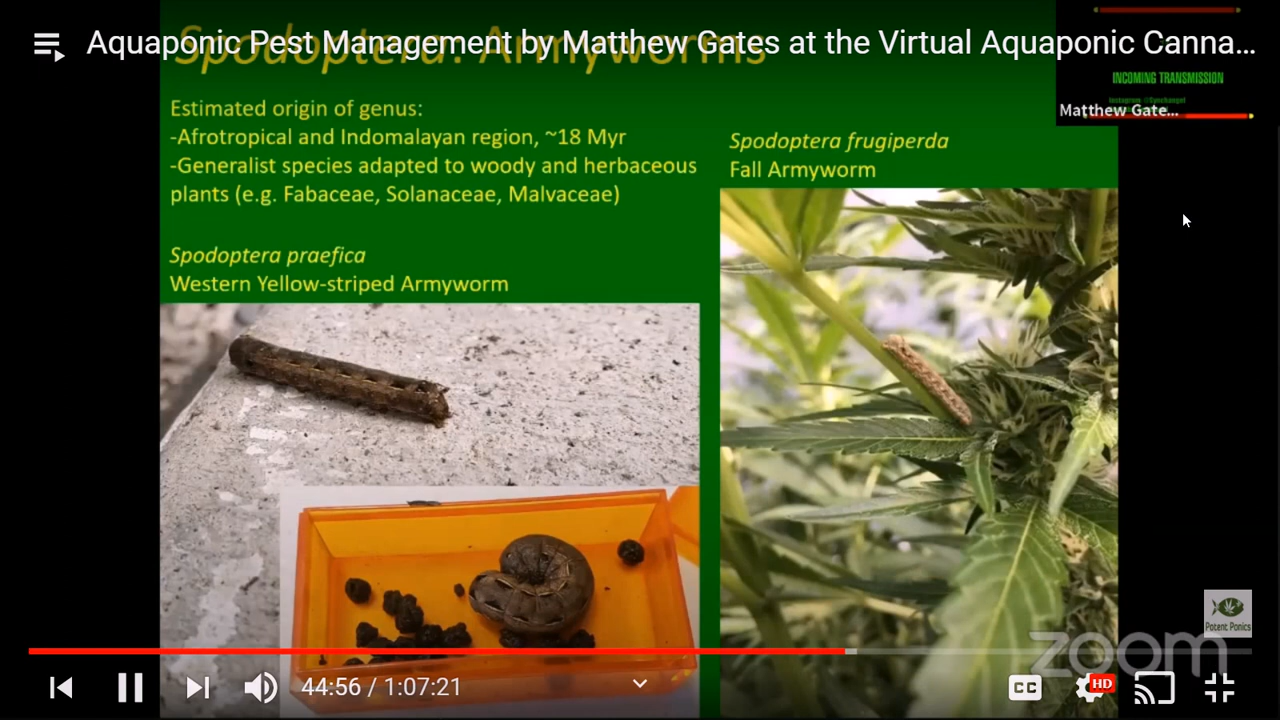 Aquaponic Pest Management by Matthew Gates at the Virtual Aquaponic Canna...
Spodoptera: Armyworms
INCOMING TRANSMISSION
Matthew Gate...
Estimated origin of genus:
-Afrotropical and Indomalayan region, ~18 Myr
-Generalist species adapted to woody and herbaceous
plants (e.g. Fabaceae, Solanaceae, Malvaceae)
Spodoptera praefica
Western Yellow-striped Armyworm
Spodoptera frugiperda
Fall Armyworm
Potent Ponics
zoom
44:56 / 1:07:21
CC
HD